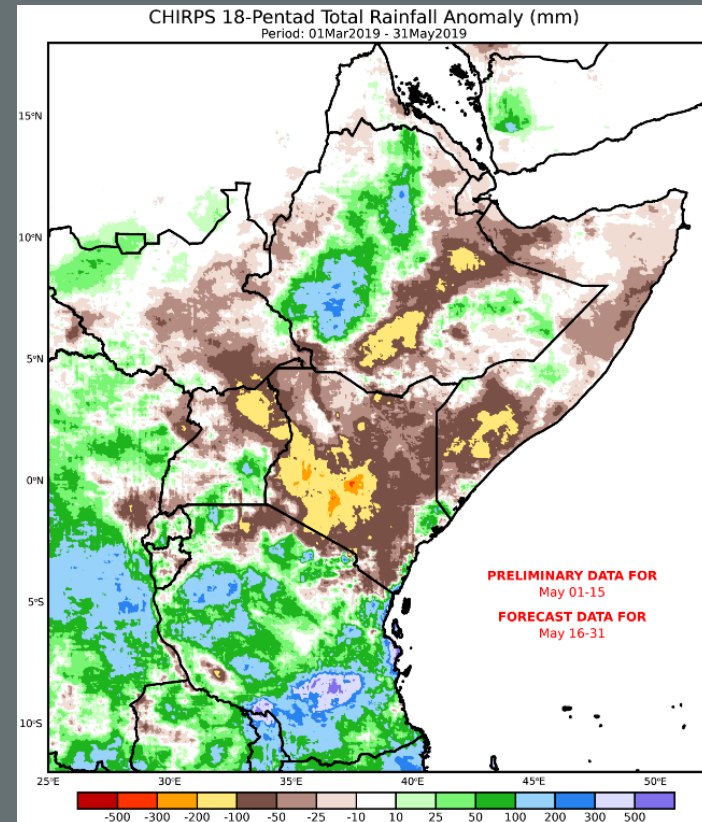 CHIRPS 18-Pentad Total Rainfall Anomaly (mm)
Period: 01Mar2019 - 31May2019
15°N
10°N
5°N
0°N
5°S
10°S
PRELIMINARY DATA FOR
May 01-15
FORECAST DATA FOR
May 16-31
25°E 30°E 35°E 40°E 45°E 50°E
-500 -300 -200 -100 -50 -25 -10 10 25 50 100 200 300 500